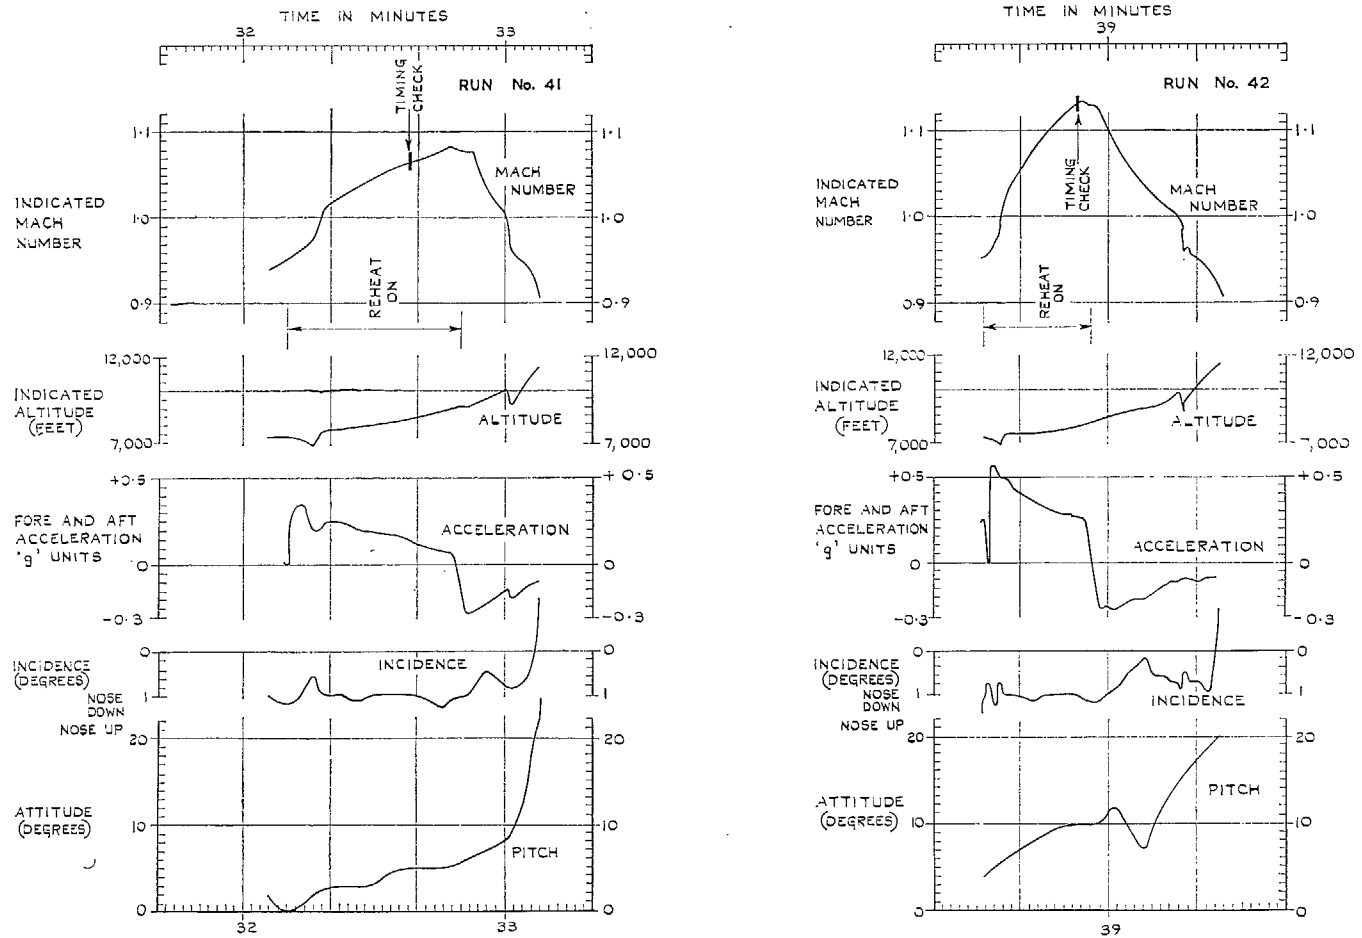 TIME IN MINUTES
32 33
TIMING CHECK
RUN No. 41
1.1 1.1
INDICATED
MACH
NUMBER
MACH
NUMBER
1.0 1.0
REHEAT ON
0.9 0.9
12,000 12,000
INDICATED
ALTITUDE
(FEET)
ALTITUDE
7,000 7,000
+0.5 +0.5
FORE AND AFT
ACCELERATION
'g' UNITS
ACCELERATION
0 0
-0.3 -0.3
0 0
INCIDENCE
(DEGREES)
INCIDENCE
NOSE
DOWN
1 1
NOSE UP
20 20
ATTITUDE
(DEGREES)
10 10
PITCH
0 0
32 33
TIME IN MINUTES
39
RUN No. 42
1.1 1.1
TIMING CHECK
INDICATED
MACH
NUMBER
MACH
NUMBER
1.0 1.0
REHEAT ON
0.9 0.9
12,000 12,000
INDICATED
ALTITUDE
(FEET)
ALTITUDE
7,000 7,000
+0.5 +0.5
FORE AND AFT
ACCELERATION
'g' UNITS
ACCELERATION
0 0
-0.3 -0.3
0 0
INCIDENCE
(DEGREES)
NOSE
DOWN
1 1
INCIDENCE
NOSE UP
20 20
PITCH
ATTITUDE
(DEGREES)
10 10
0 0
39